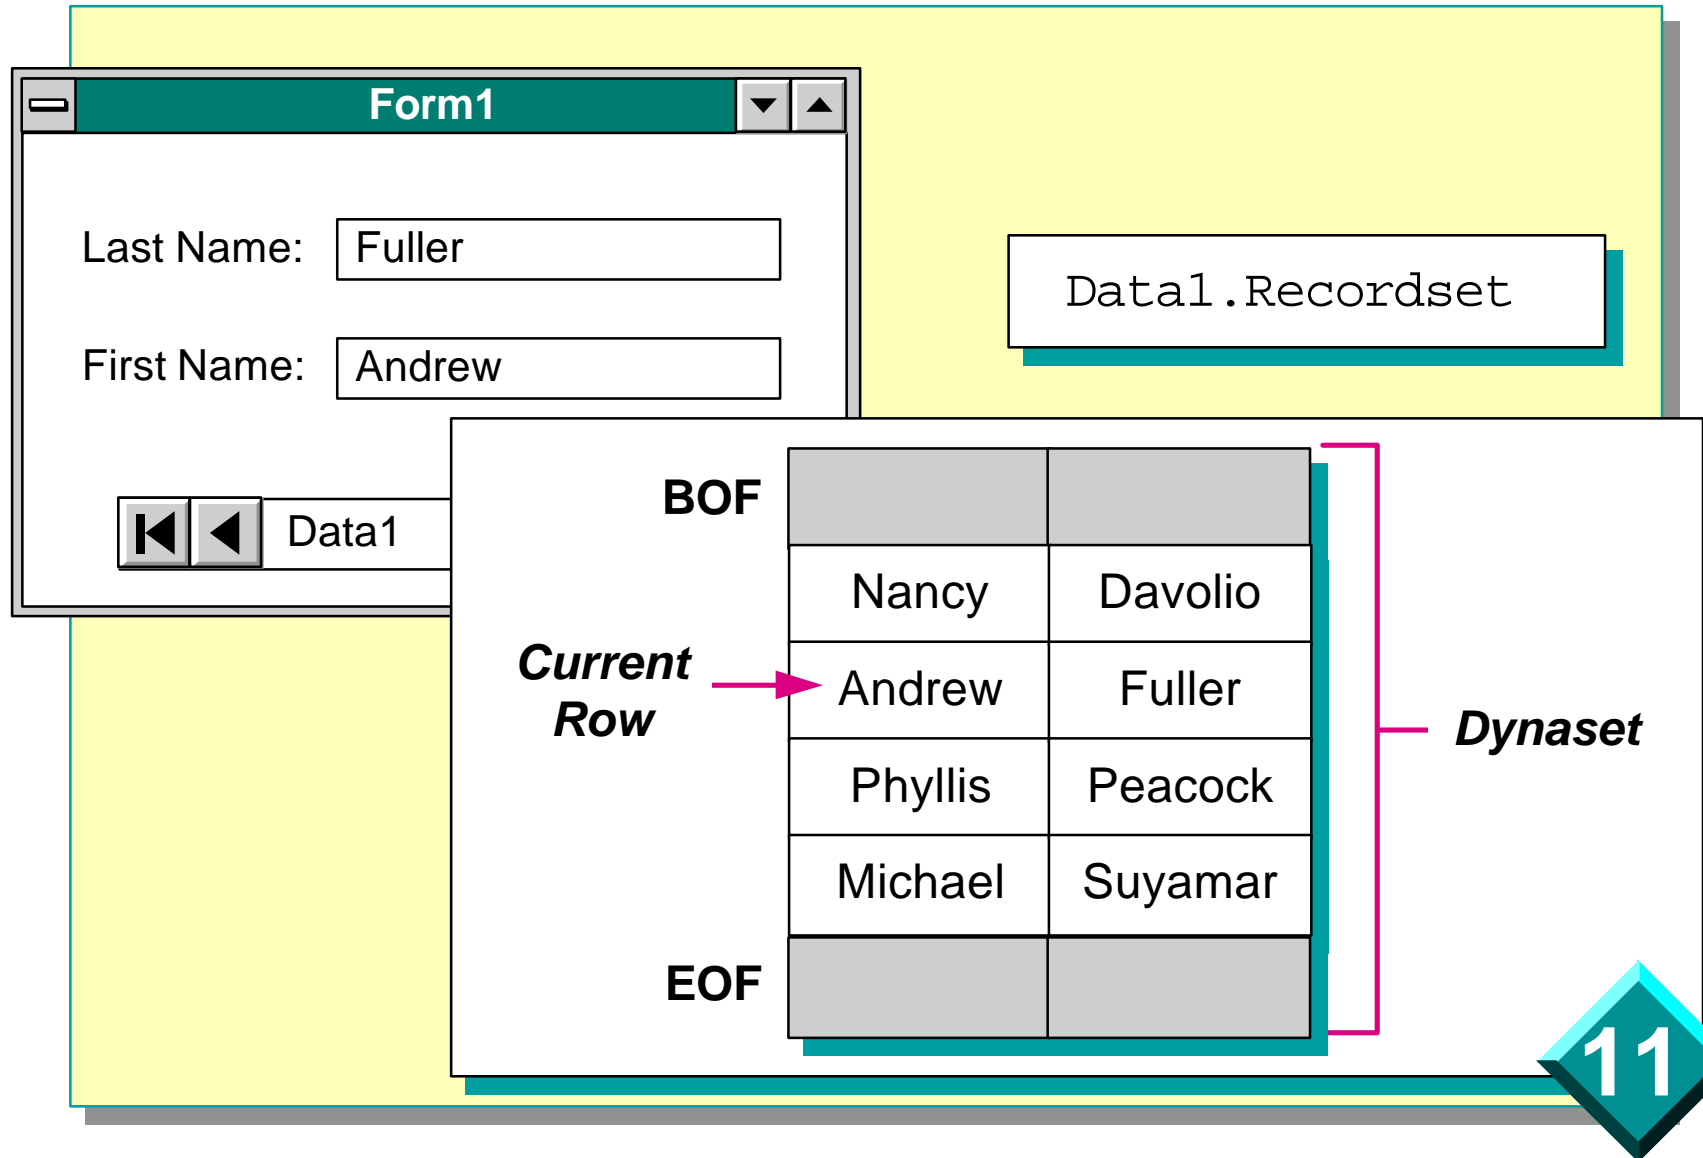 Form1
Last Name: Fuller
First Name: Andrew
Data1
Data1.Recordset
BOF
Nancy Davolio
Current
Row
Andrew Fuller
Phyllis Peacock
Michael Suyamar
EOF
Dynaset
11